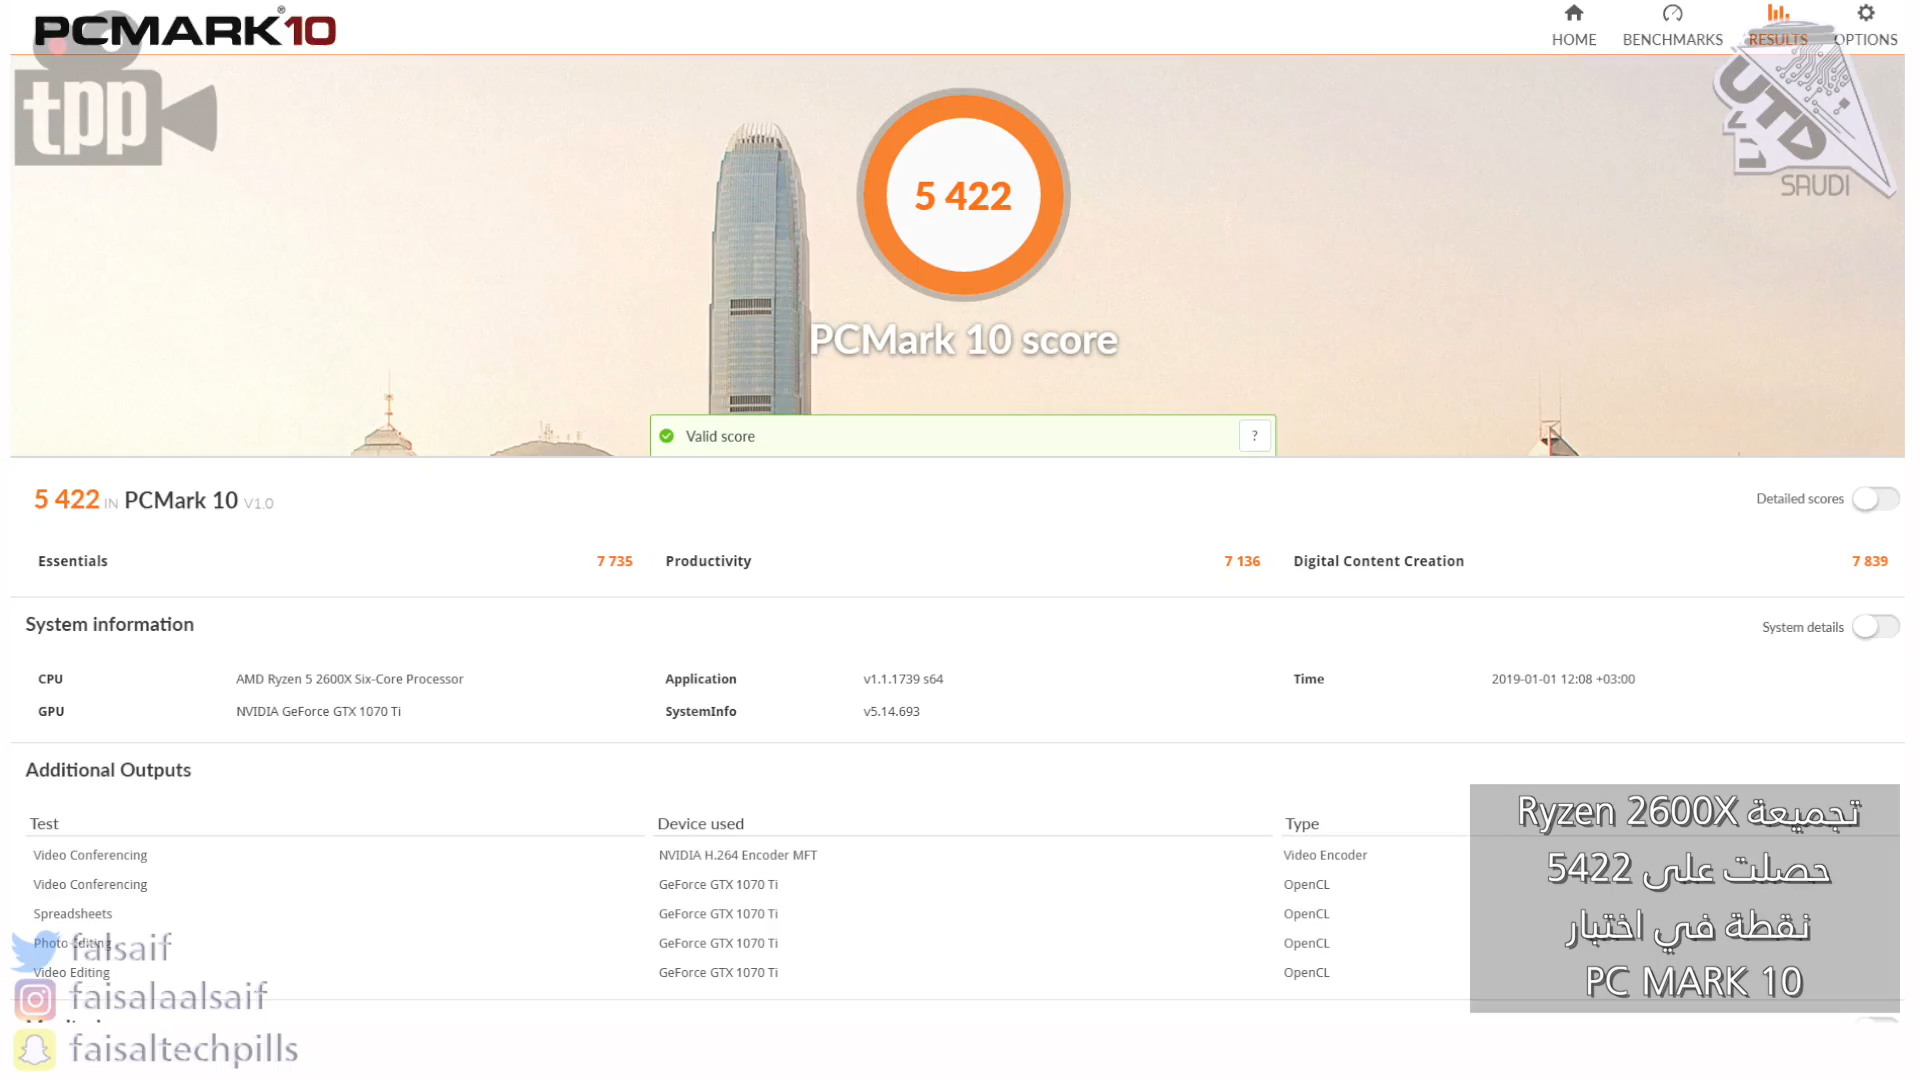 PCMARK®10
HOME
BENCHMARKS
RESULTS
OPTIONS
tpp
UTD
SAUDI
5 422
PCMark 10 score
Valid score
?
5 422 IN PCMark 10 V1.0
Detailed scores
Essentials 7 735
Productivity 7 136
Digital Content Creation 7 839
System information
System details
CPU AMD Ryzen 5 2600X Six-Core Processor
Application v1.1.1739 s64
Time 2019-01-01 12:08 +03:00
GPU NVIDIA GeForce GTX 1070 Ti
SystemInfo v5.14.693
Additional Outputs
Test Device used Type
Video Conferencing NVIDIA H.264 Encoder MFT Video Encoder
Video Conferencing GeForce GTX 1070 Ti OpenCL
Spreadsheets GeForce GTX 1070 Ti OpenCL
Photo Editing GeForce GTX 1070 Ti OpenCL
Video Editing GeForce GTX 1070 Ti OpenCL
falsaif
faisalaalsaif
faisaltechpills
تجميعة Ryzen 2600X
حصلت على 5422
نقطة في اختبار
PC MARK 10